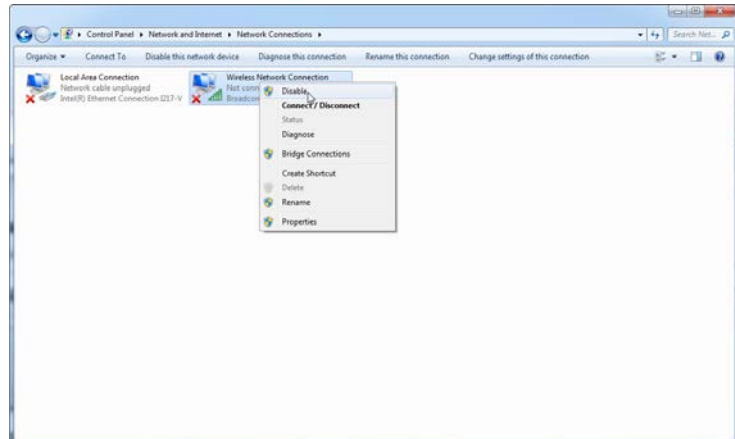 Control Panel ▸ Network and Internet ▸ Network Connections ▸
Search Net...
Organize
Connect To
Disable this network device
Diagnose this connection
Rename this connection
Change settings of this connection
Local Area Connection
Network cable unplugged
Intel(R) Ethernet Connection I217-V
Wireless Network Connection
Not conn
Broadcon
Disable
Connect / Disconnect
Status
Diagnose
Bridge Connections
Create Shortcut
Delete
Rename
Properties